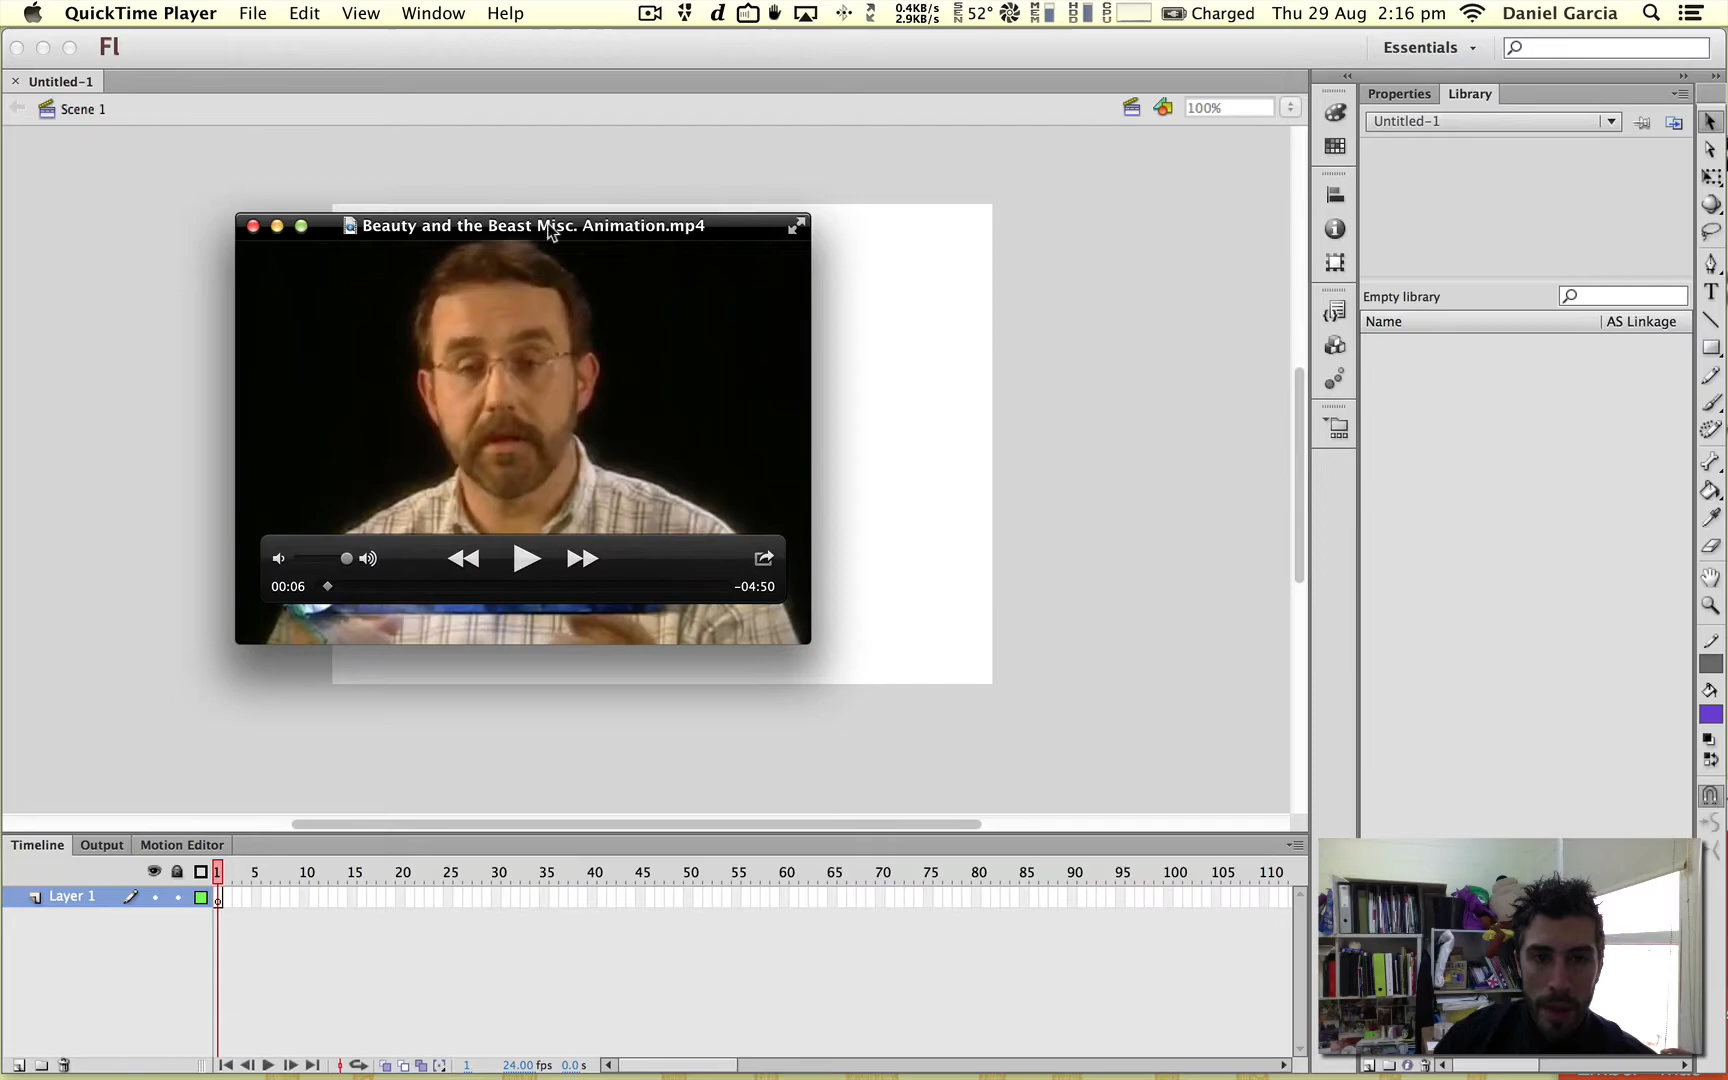 QuickTime Player File Edit View Window Help 0.4KB/s 2.9KB/s SEN 52° MEM HDD CPU Charged Thu 29 Aug 2:16 pm Daniel Garcia
Fl Essentials
Untitled-1
Scene 1 100%
Properties Library
Untitled-1
Beauty and the Beast Misc. Animation.mp4
Empty library
Name AS Linkage
00:06 -04:50
Timeline Output Motion Editor
1 5 10 15 20 25 30 35 40 45 50 55 60 65 70 75 80 85 90 95 100 105 110
Layer 1
1 24.00 fps 0.0 s